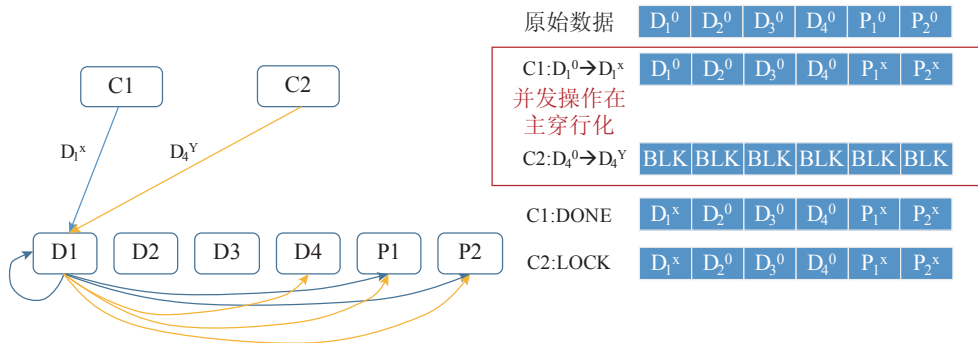 原始数据 D₁⁰ D₂⁰ D₃⁰ D₄⁰ P₁⁰ P₂⁰
C1 C2
C1:D₁⁰→D₁ˣ D₁⁰ D₂⁰ D₃⁰ D₄⁰ P₁ˣ P₂ˣ
并发操作在
主穿行化
D₁ˣ D₄ʸ
C2:D₄⁰→D₄ʸ BLK BLK BLK BLK BLK BLK
C1:DONE D₁ˣ D₂⁰ D₃⁰ D₄⁰ P₁ˣ P₂ˣ
D1 D2 D3 D4 P1 P2
C2:LOCK D₁ˣ D₂⁰ D₃⁰ D₄⁰ P₁ˣ P₂ˣ